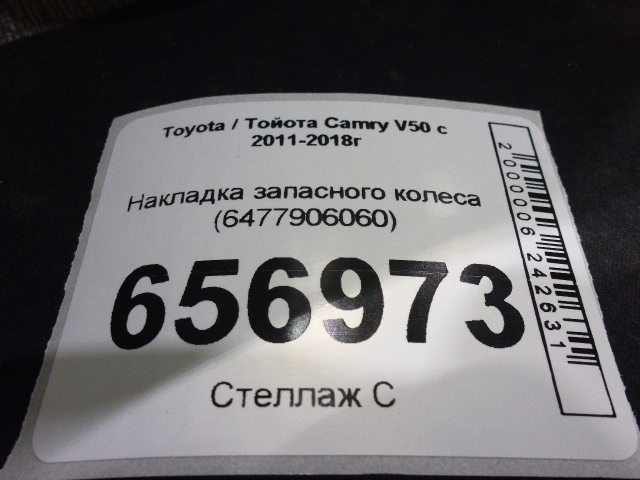 Toyota / Тойота Camry V50 с
2011-2018г
Накладка запасного колеса
(6477906060)
656973
Стеллаж С
2000006242631